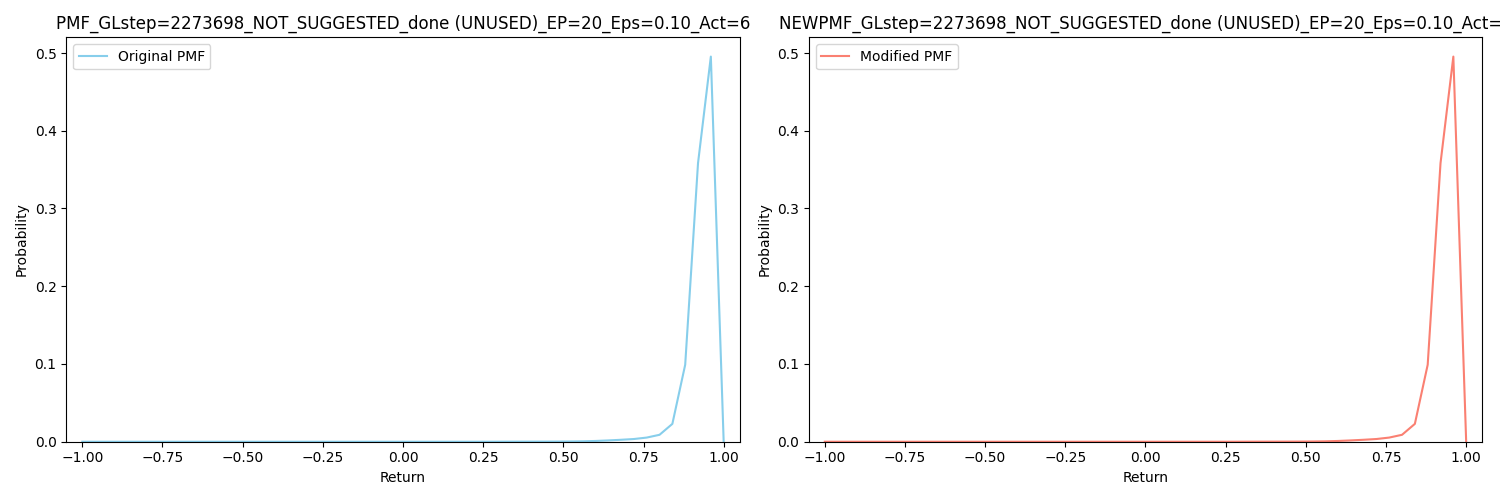 PMF_GLstep=2273698_NOT_SUGGESTED_done (UNUSED)_EP=20_Eps=0.10_Act=6
Original PMF
Probability
0.5
0.4
0.3
0.2
0.1
0.0
−1.00 −0.75 −0.50 −0.25 0.00 0.25 0.50 0.75 1.00
Return
NEWPMF_GLstep=2273698_NOT_SUGGESTED_done (UNUSED)_EP=20_Eps=0.10_Act=
Modified PMF
Probability
0.5
0.4
0.3
0.2
0.1
0.0
−1.00 −0.75 −0.50 −0.25 0.00 0.25 0.50 0.75 1.00
Return